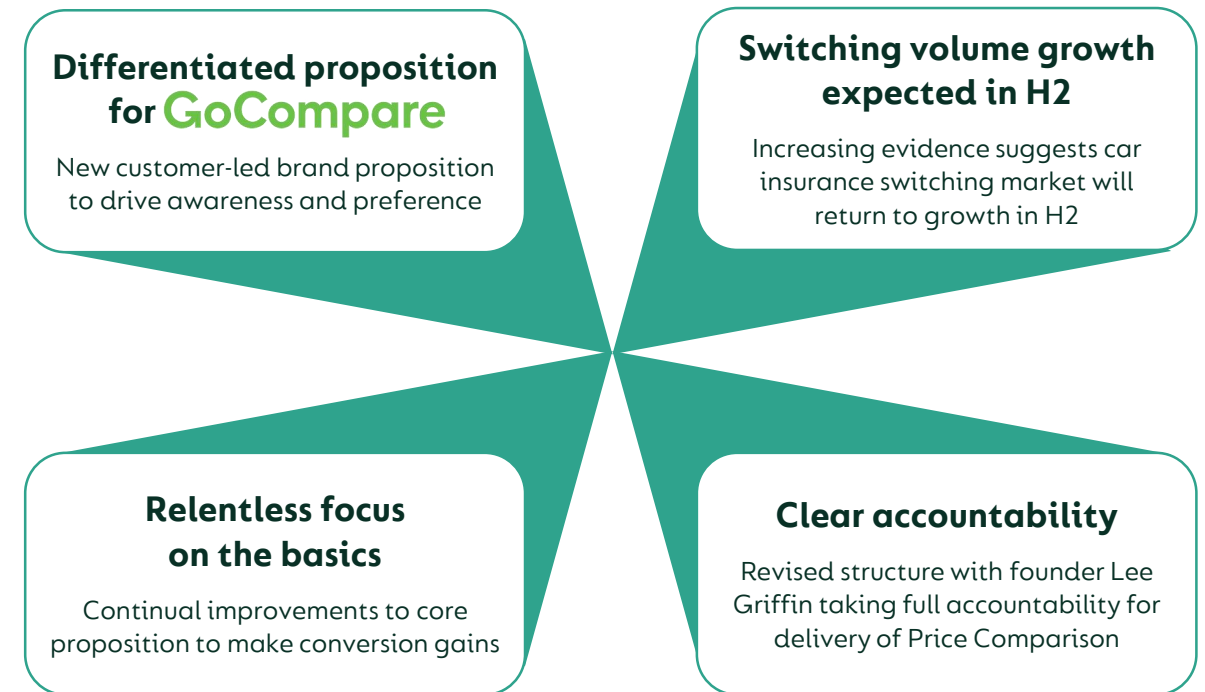 Differentiated proposition
for GoCompare
New customer-led brand proposition
to drive awareness and preference
Switching volume growth
expected in H2
Increasing evidence suggests car
insurance switching market will
return to growth in H2
Relentless focus
on the basics
Continual improvements to core
proposition to make conversion gains
Clear accountability
Revised structure with founder Lee
Griffin taking full accountability for
delivery of Price Comparison